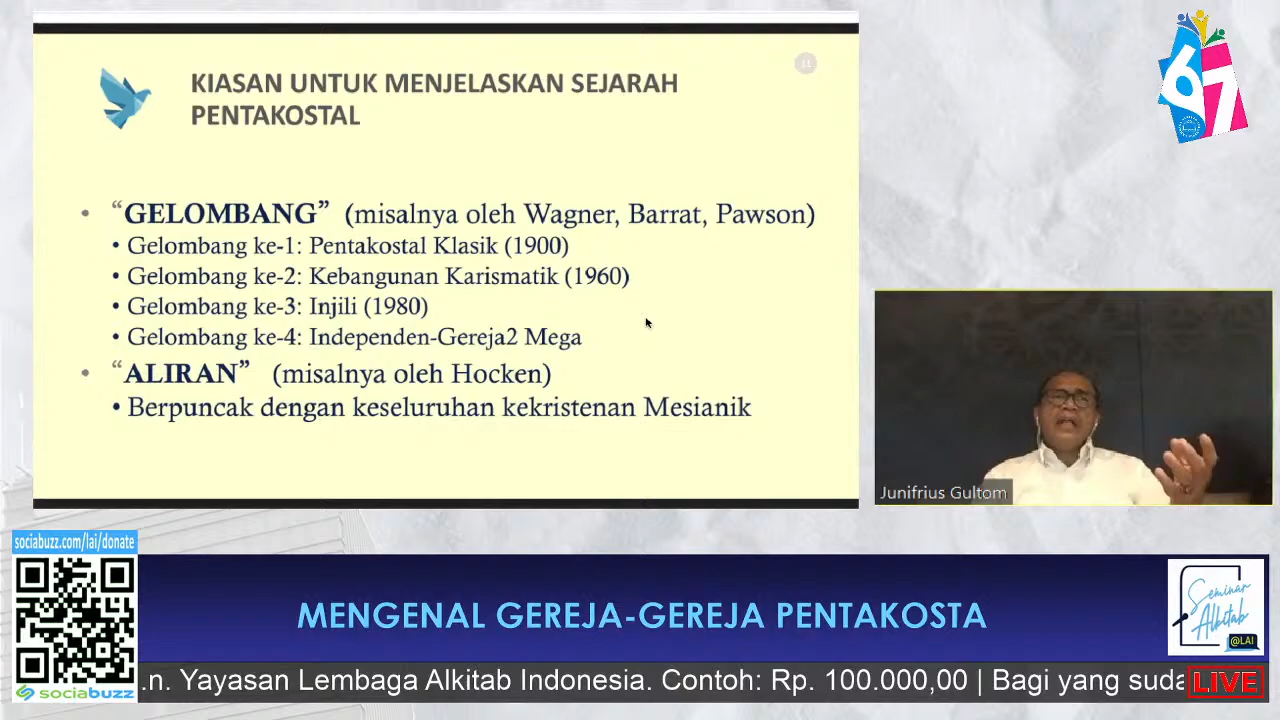 11
KIASAN UNTUK MENJELASKAN SEJARAH
PENTAKOSTAL
• “GELOMBANG” (misalnya oleh Wagner, Barrat, Pawson)
• Gelombang ke-1: Pentakostal Klasik (1900)
• Gelombang ke-2: Kebangunan Karismatik (1960)
• Gelombang ke-3: Injili (1980)
• Gelombang ke-4: Independen-Gereja2 Mega
• “ALIRAN” (misalnya oleh Hocken)
• Berpuncak dengan keseluruhan kekristenan Mesianik
67
Junifrius Gultom
sociabuzz.com/lai/donate
sociabuzz
MENGENAL GEREJA-GEREJA PENTAKOSTA
Seminar
Alkitab
@LAI
.n. Yayasan Lembaga Alkitab Indonesia. Contoh: Rp. 100.000,00 | Bagi yang suda
LIVE